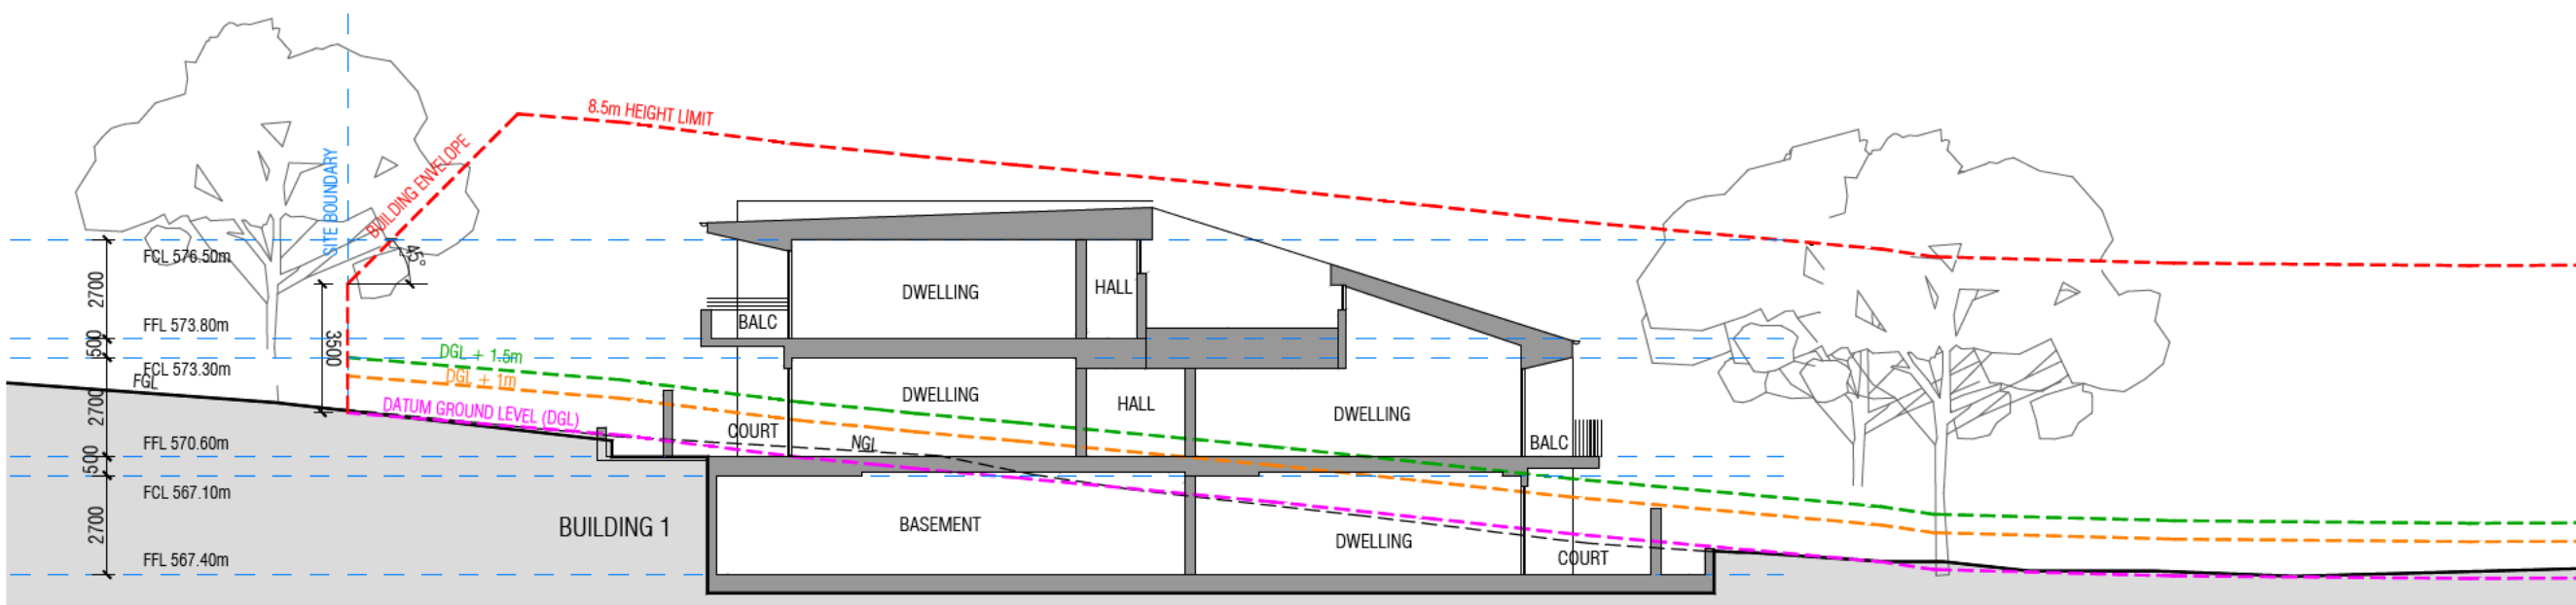 8.5m HEIGHT LIMIT
SITE BOUNDARY
BUILDING ENVELOPE
45°
FCL 576.50m
2700
DWELLING
HALL
FFL 573.80m
BALC
500
3500
DGL + 1.5m
FCL 573.30m
FGL
DGL + 1m
2700
DATUM GROUND LEVEL (DGL)
DWELLING
HALL
DWELLING
COURT
NGL
BALC
FFL 570.60m
500
FCL 567.10m
2700
BUILDING 1
BASEMENT
DWELLING
COURT
FFL 567.40m